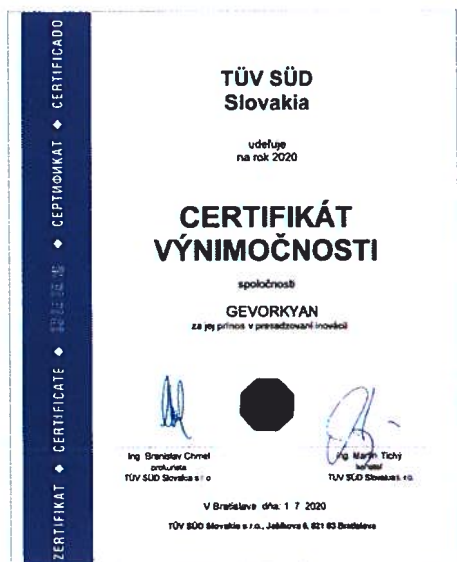 ZERTIFIKAT ◆ CERTIFICATE ◆ ◆ СЕРТИФИКАТ ◆ CERTIFICADO
TÜV SÜD
Slovakia
udeľuje
na rok 2020
CERTIFIKÁT
VÝNIMOČNOSTI
spoločnosti
GEVORKYAN
za jej prínos v presadzovaní inovácií
Ing. Branislav Chmel
prokurista
TÜV SÜD Slovakia s.r.o.
Ing. Martin Tichý
konateľ
TÜV SÜD Slovakia s.r.o.
V Bratislave dňa: 1. 7. 2020
TÜV SÜD Slovakia s.r.o., Jašíkova 6, 821 03 Bratislava